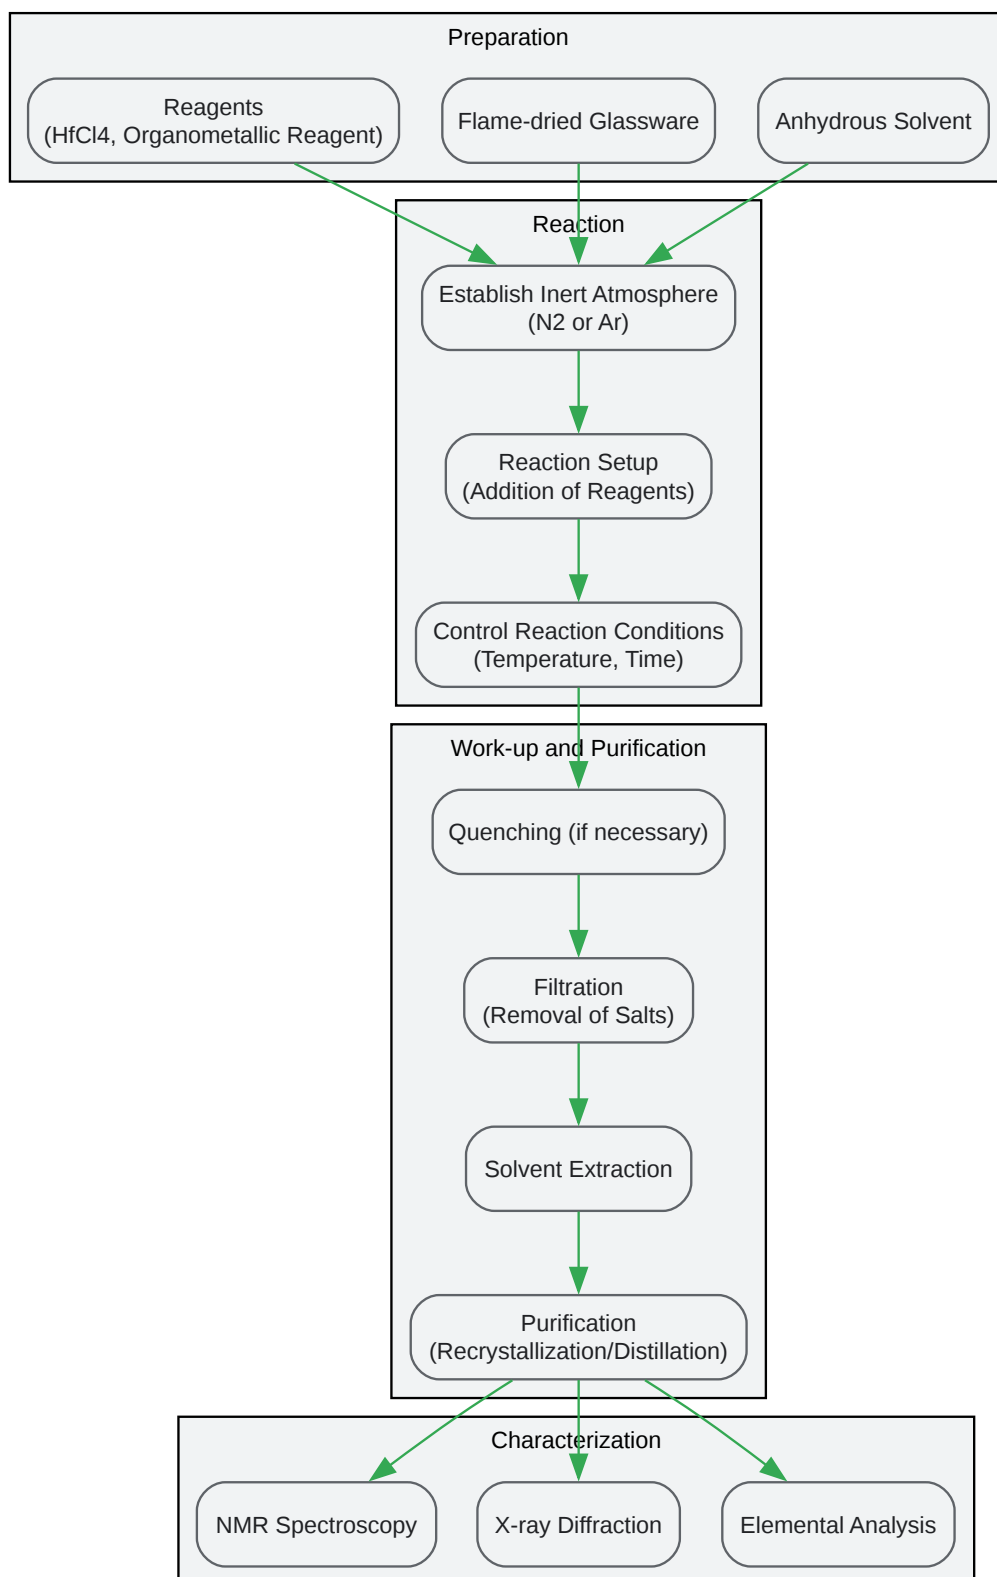 Preparation
Reagents
(HfCl4, Organometallic Reagent)
Flame-dried Glassware
Anhydrous Solvent
Reaction
Establish Inert Atmosphere
(N2 or Ar)
Reaction Setup
(Addition of Reagents)
Control Reaction Conditions
(Temperature, Time)
Work-up and Purification
Quenching (if necessary)
Filtration
(Removal of Salts)
Solvent Extraction
Purification
(Recrystallization/Distillation)
Characterization
NMR Spectroscopy
X-ray Diffraction
Elemental Analysis